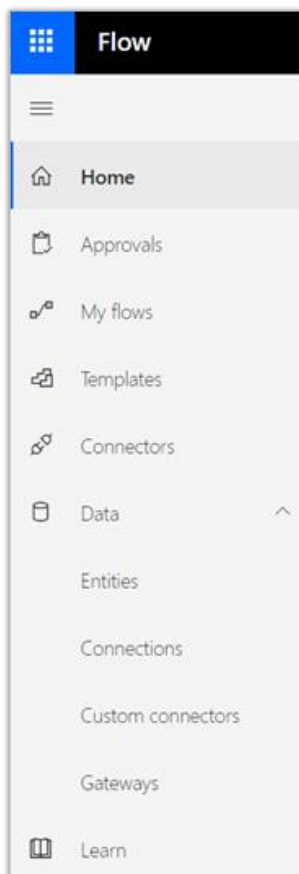 Flow
Home
Approvals
My flows
Templates
Connectors
Data
Entities
Connections
Custom connectors
Gateways
Learn